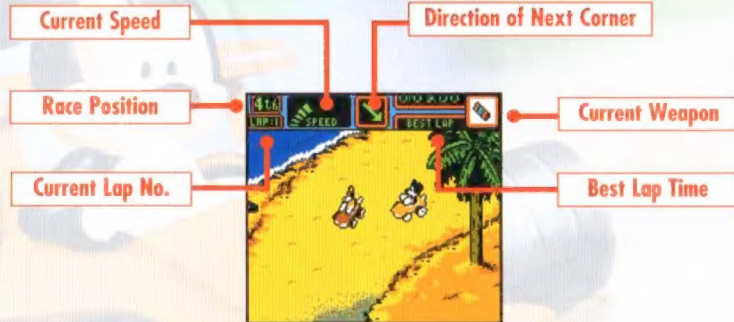 Current Speed
Direction of Next Corner
Race Position
Current Weapon
Current Lap No.
Best Lap Time
4th
LAP:1
SPEED
BEST LAP